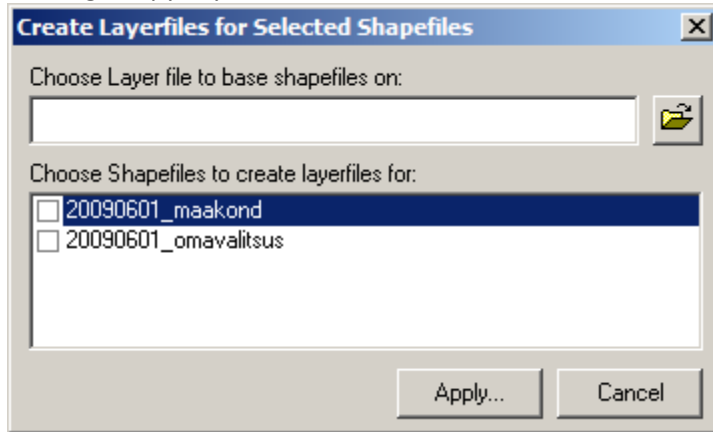 Create Layerfiles for Selected Shapefiles
Choose Layer file to base shapefiles on:
Choose Shapefiles to create layerfiles for:
20090601_maakond
20090601_omavalitsus
Apply... Cancel